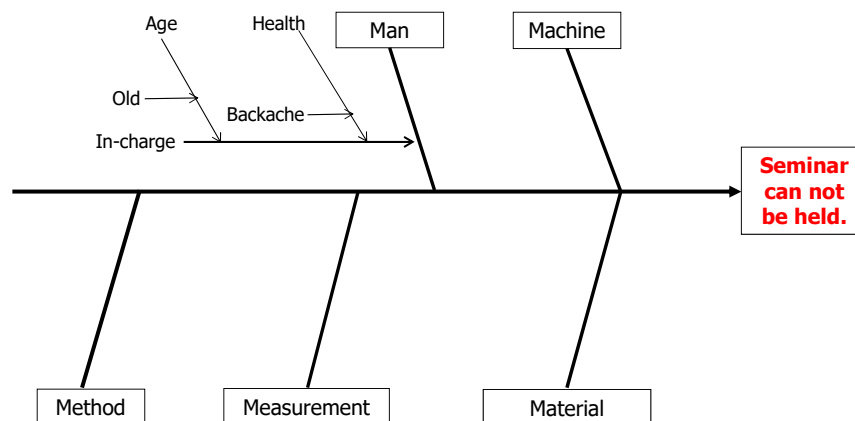 Age
Health
Man
Machine
Old
Backache
In-charge
Seminar
can not
be held.
Method
Measurement
Material